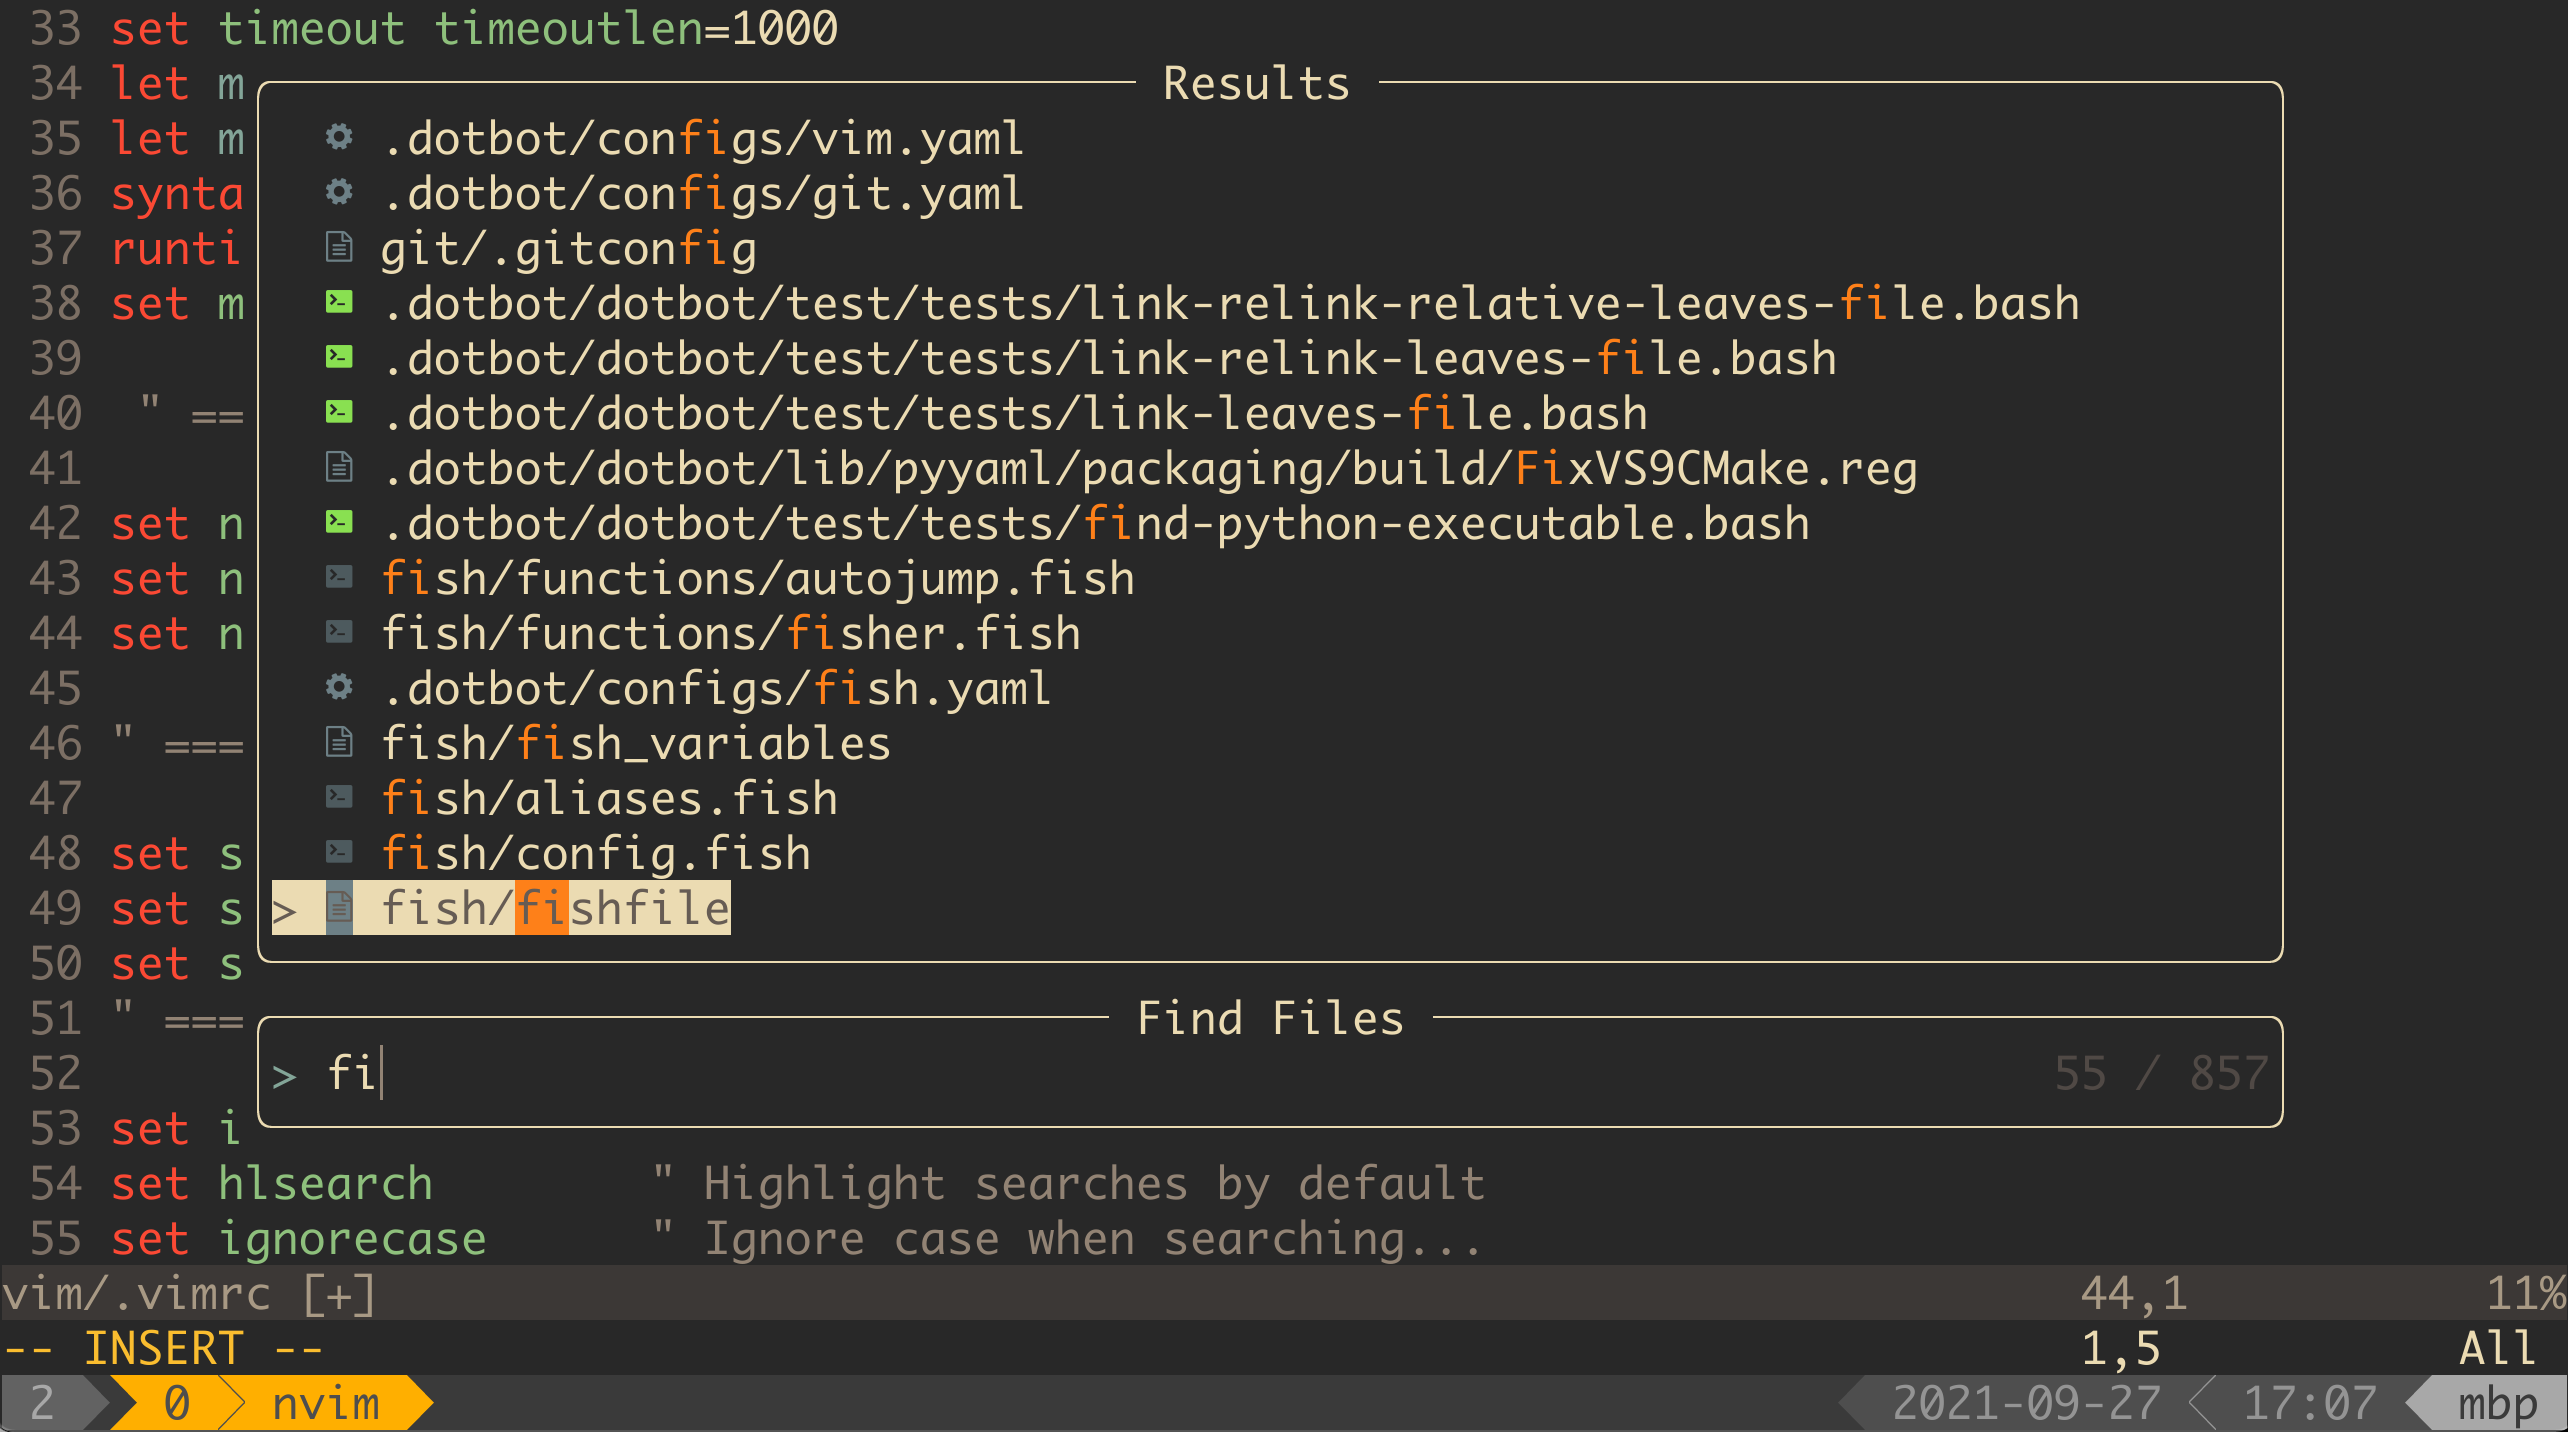 33 set timeout timeoutlen=1000
34 let m
Results
35 let m
.dotbot/configs/vim.yaml
36 synta
.dotbot/configs/git.yaml
37 runti
git/.gitconfig
38 set m
.dotbot/dotbot/test/tests/link-relink-relative-leaves-file.bash
39
.dotbot/dotbot/test/tests/link-relink-leaves-file.bash
40 " ==
.dotbot/dotbot/test/tests/link-leaves-file.bash
41
.dotbot/dotbot/lib/pyyaml/packaging/build/FixVS9CMake.reg
42 set n
.dotbot/dotbot/test/tests/find-python-executable.bash
43 set n
fish/functions/autojump.fish
44 set n
fish/functions/fisher.fish
45
.dotbot/configs/fish.yaml
46 " ===
fish/fish_variables
47
fish/aliases.fish
48 set s
fish/config.fish
49 set s
> fish/fishfile
50 set s
51 " ===
Find Files
52
> fi
55 / 857
53 set i
54 set hlsearch " Highlight searches by default
55 set ignorecase " Ignore case when searching...
vim/.vimrc [+] 44,1 11%
-- INSERT -- 1,5 All
2 0 nvim 2021-09-27 17:07 mbp